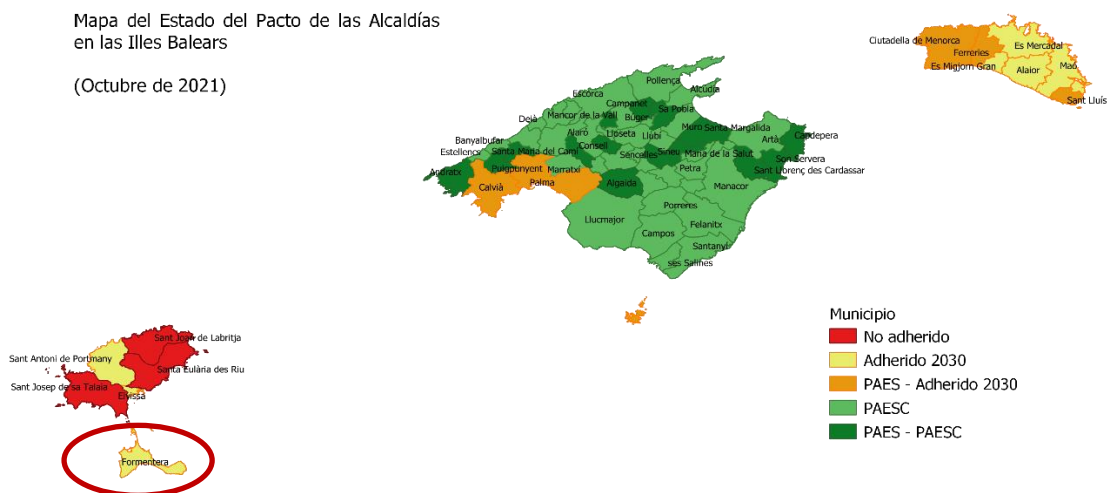 Mapa del Estado del Pacto de las Alcaldías
en las Illes Balears
(Octubre de 2021)
Ciutadella de Menorca
Ferreries
Es Mercadal
Es Migjorn Gran
Alaior
Maó
Sant Lluís
Pollença
Alcúdia
Escorca
Campanet
Sa Pobla
Mancor de la Vall
Búger
Deià
Muro
Santa Margalida
Alaró
Lloseta
Llubí
Capdepera
Artà
Banyalbufar
Consell
Estellencs
Santa Maria del Camí
Sencelles
Sineu
Maria de la Salut
Son Servera
Andratx
Puigpunyent
Marratxí
Petra
Sant Llorenç des Cardassar
Calvià
Palma
Algaida
Manacor
Porreres
Llucmajor
Felanitx
Campos
Santanyí
ses Salines
Sant Joan de Labritja
Sant Antoni de Portmany
Santa Eulària des Riu
Sant Josep de sa Talaia
Eivissa
Formentera
Municipio
No adherido
Adherido 2030
PAES - Adherido 2030
PAESC
PAES - PAESC